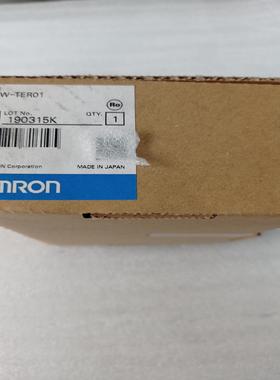 W-TER01
LOT No. QTY.
190315K 1
N Corporation MADE IN JAPAN
MRON